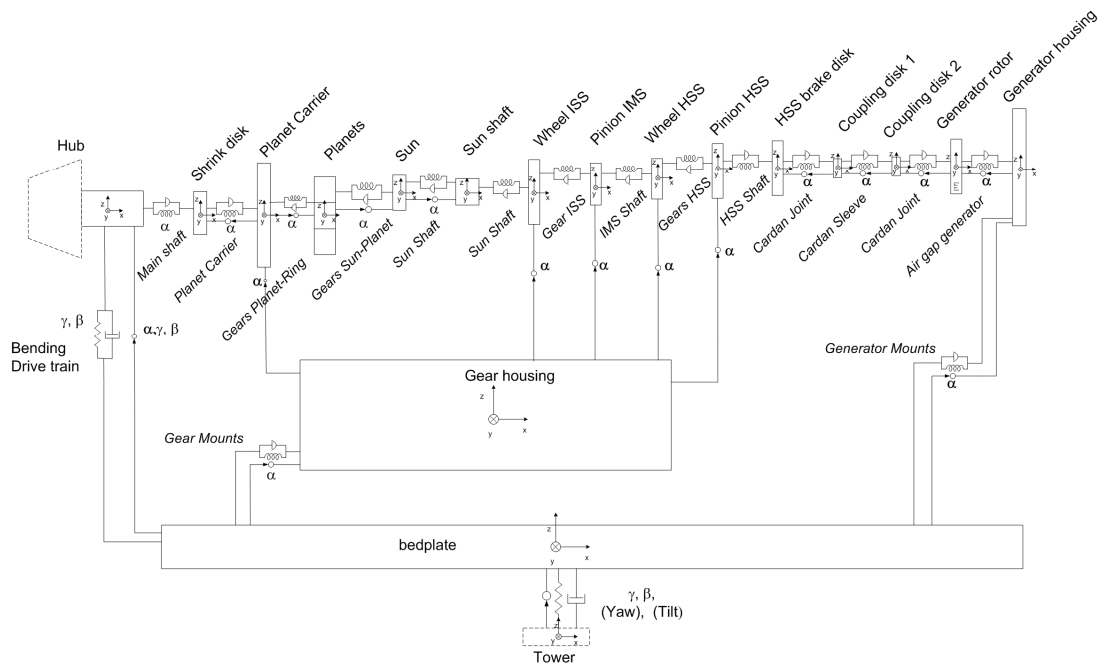 Hub
Shrink disk
Planet Carrier
Planets
Sun
Sun shaft
Wheel ISS
Pinion IMS
Wheel HSS
Pinion HSS
HSS brake disk
Coupling disk 1
Coupling disk 2
Generator rotor
Generator housing
Main shaft
Planet Carrier
Gears Planet-Ring
Gears Sun-Planet
Sun Shaft
Sun Shaft
Gear ISS
IMS Shaft
Gears HSS
HSS Shaft
Cardan Joint
Cardan Sleeve
Cardan Joint
Air gap generator
z
y
x
α
γ, β
α,γ, β
Bending
Drive train
Gear housing
z
y
x
Generator Mounts
α
Gear Mounts
α
bedplate
z
y
x
γ, β,
(Yaw), (Tilt)
z
y
x
Tower